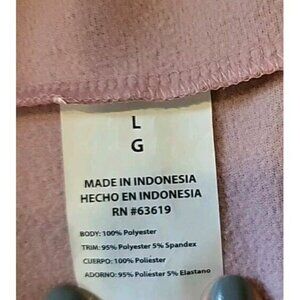 L
G
MADE IN INDONESIA
HECHO EN INDONESIA
RN #63619
BODY: 100% Polyester
TRIM: 95% Polyester 5% Spandex
CUERPO: 100% Poliéster
ADORNO: 95% Poliéster 5% Elastano